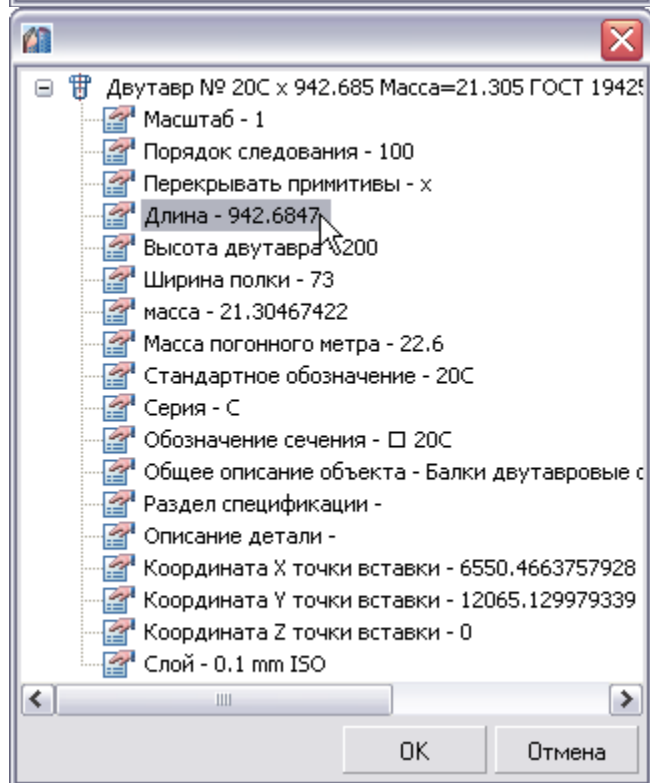 Двутавр № 20С x 942.685 Масса=21.305 ГОСТ 19425
Масштаб - 1
Порядок следования - 100
Перекрывать примитивы - x
Длина - 942.6847
Высота двутавра - 200
Ширина полки - 73
масса - 21.30467422
Масса погонного метра - 22.6
Стандартное обозначение - 20С
Серия - С
Обозначение сечения - □ 20С
Общее описание объекта - Балки двутавровые с
Раздел спецификации -
Описание детали -
Координата X точки вставки - 6550.4663757928
Координата Y точки вставки - 12065.129979339
Координата Z точки вставки - 0
Слой - 0.1 mm ISO
OK
Отмена